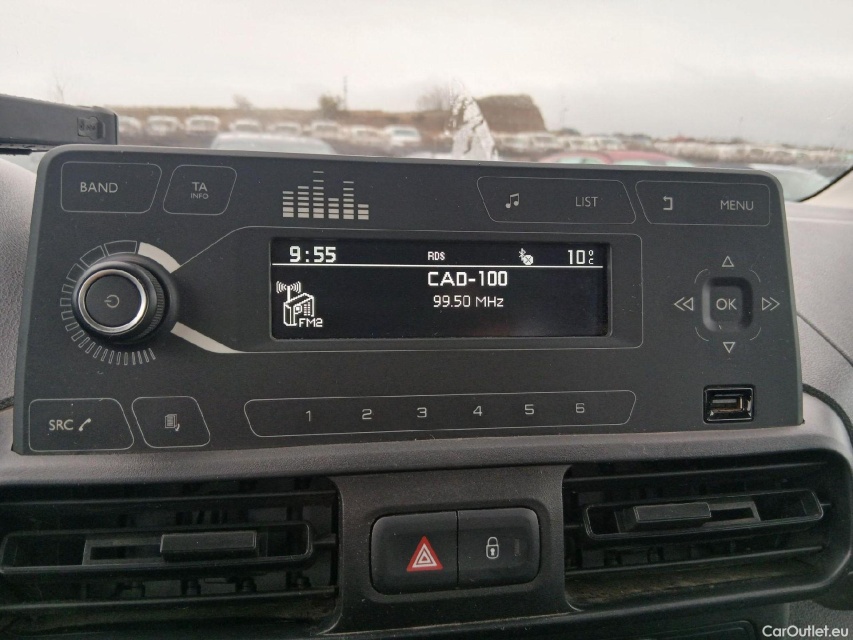 BAND
TA
INFO
LIST
MENU
9:55
RDS
10°C
CAD-100
99.50 MHz
FM2
OK
SRC
1 2 3 4 5 6
CarOutlet.eu